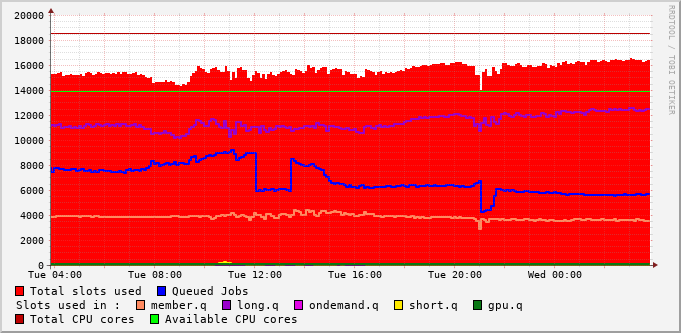 20000
18000
16000
14000
12000
10000
8000
6000
4000
2000
0
Tue 04:00 Tue 08:00 Tue 12:00 Tue 16:00 Tue 20:00 Wed 00:00
Total slots used Queued Jobs
Slots used in : member.q long.q ondemand.q short.q gpu.q
Total CPU cores Available CPU cores
RRDTOOL / TOBI OETIKER